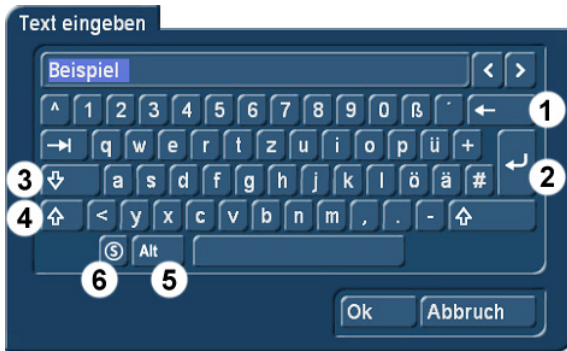 Text eingeben
Beispiel < >
^ 1 2 3 4 5 6 7 8 9 0 ß ´ ← 1
q w e r t z u i o p ü +
3 a s d f g h j k l ö ä # 2
4 < y x c v b n m , . -
S Alt
6 5
Ok Abbruch